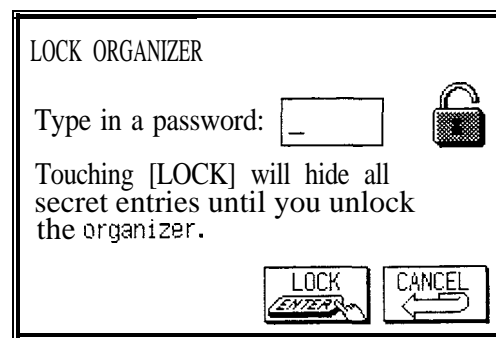 LOCK ORGANIZER
Type in a password: _
Touching [LOCK] will hide all
secret entries until you unlock
the organizer.
LOCK CANCEL
ENTER